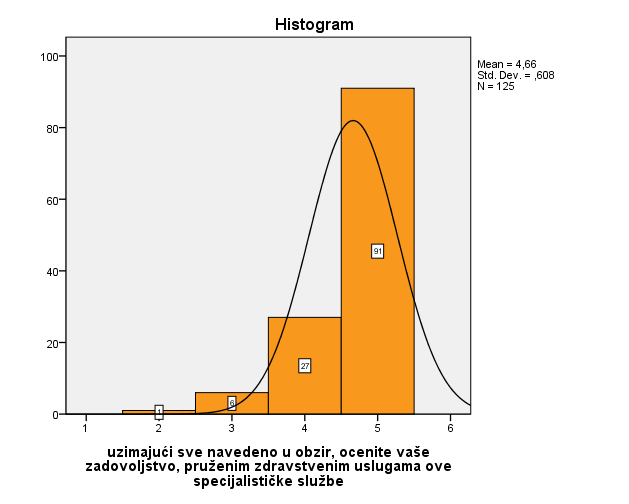 Histogram
Mean = 4,66
Std. Dev. = ,608
N = 125
100
80
60
40
20
0
1
6
27
91
1 2 3 4 5 6
uzimajući sve navedeno u obzir, ocenite vaše
zadovoljstvo, pruženim zdravstvenim uslugama ove
specijalističke službe